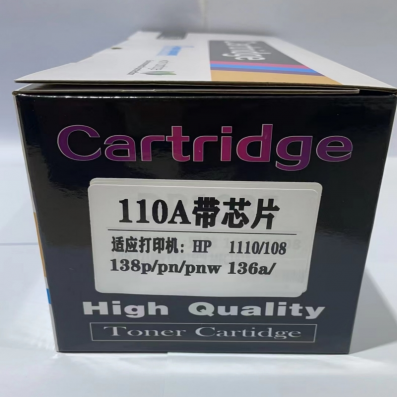 Cartridge
110A带芯片
适应打印机：HP 1110/108
138p/pn/pnw 136a/
High Quality
Toner Cartidge